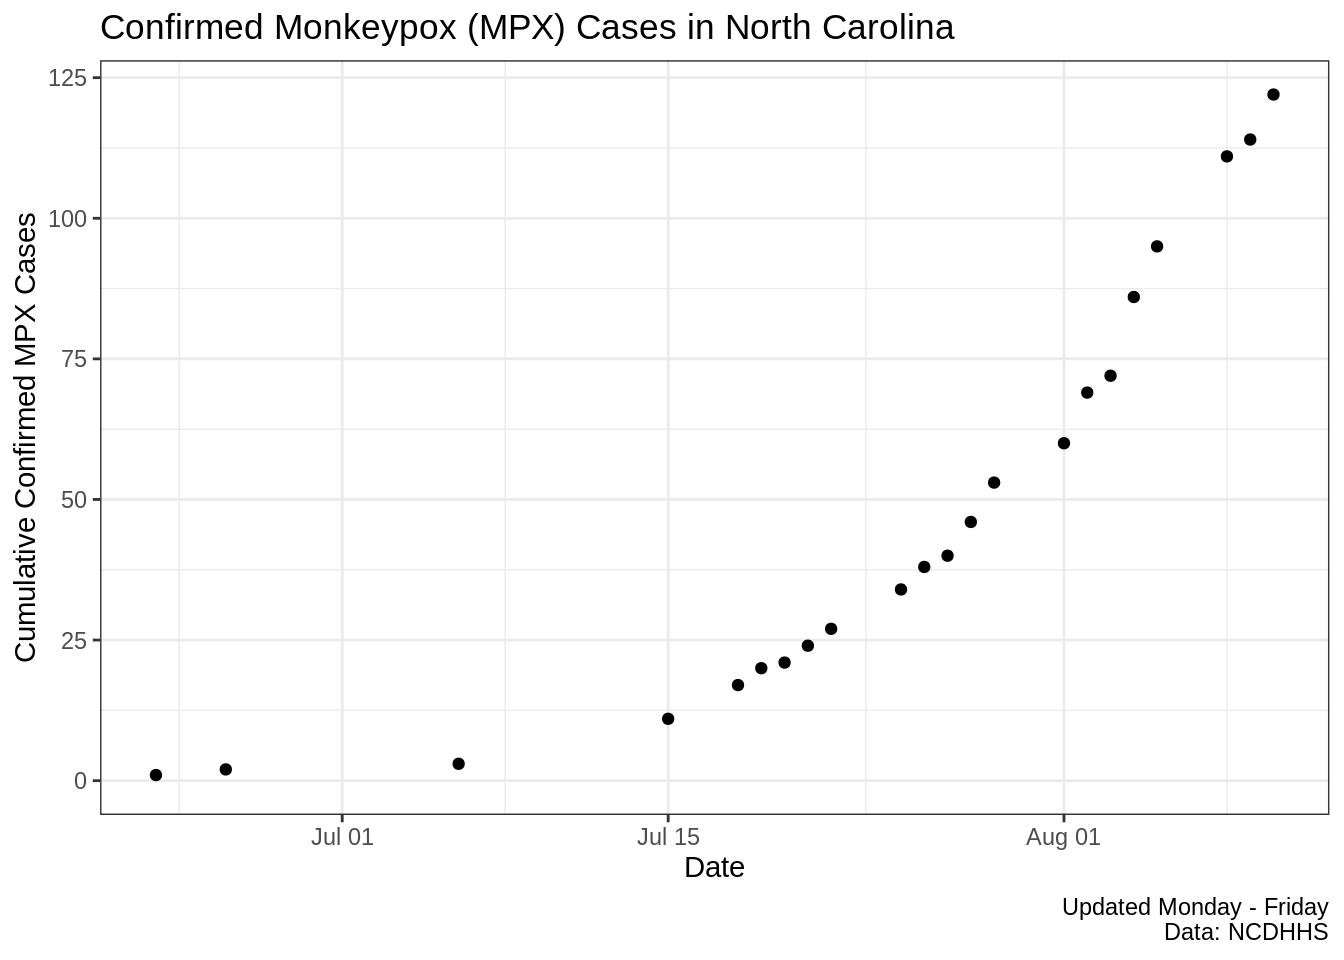 Confirmed Monkeypox (MPX) Cases in North Carolina
Cumulative Confirmed MPX Cases
125
100
75
50
25
0
Jul 01
Jul 15
Aug 01
Date
Updated Monday - Friday
Data: NCDHHS